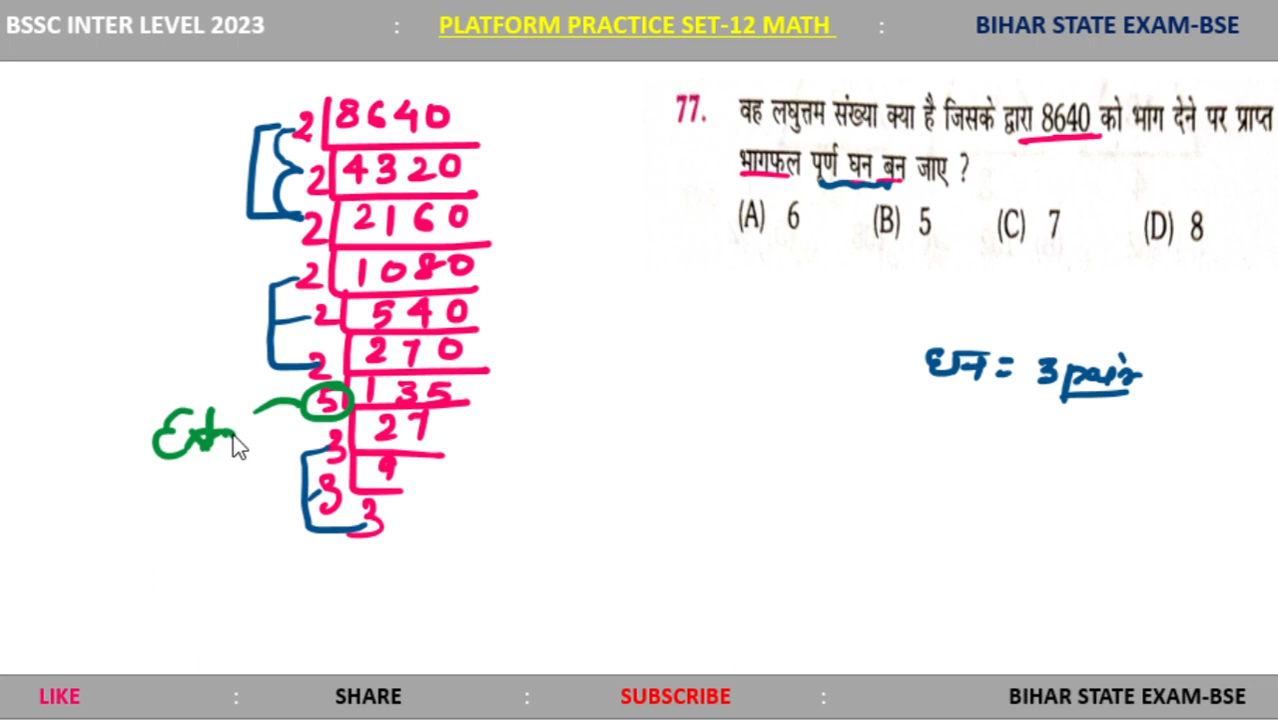 BSSC INTER LEVEL 2023 : PLATFORM PRACTICE SET-12 MATH : BIHAR STATE EXAM-BSE
2 8640
2 4320
2 2160
2 1080
2 540
2 270
5 135
3 27
3 9
3
Ext
77. वह लघुत्तम संख्या क्या है जिसके द्वारा 8640 को भाग देने पर प्राप्त
भागफल पूर्ण घन बन जाए ?
(A) 6 (B) 5 (C) 7 (D) 8
घन = 3 pair
LIKE : SHARE : SUBSCRIBE : BIHAR STATE EXAM-BSE